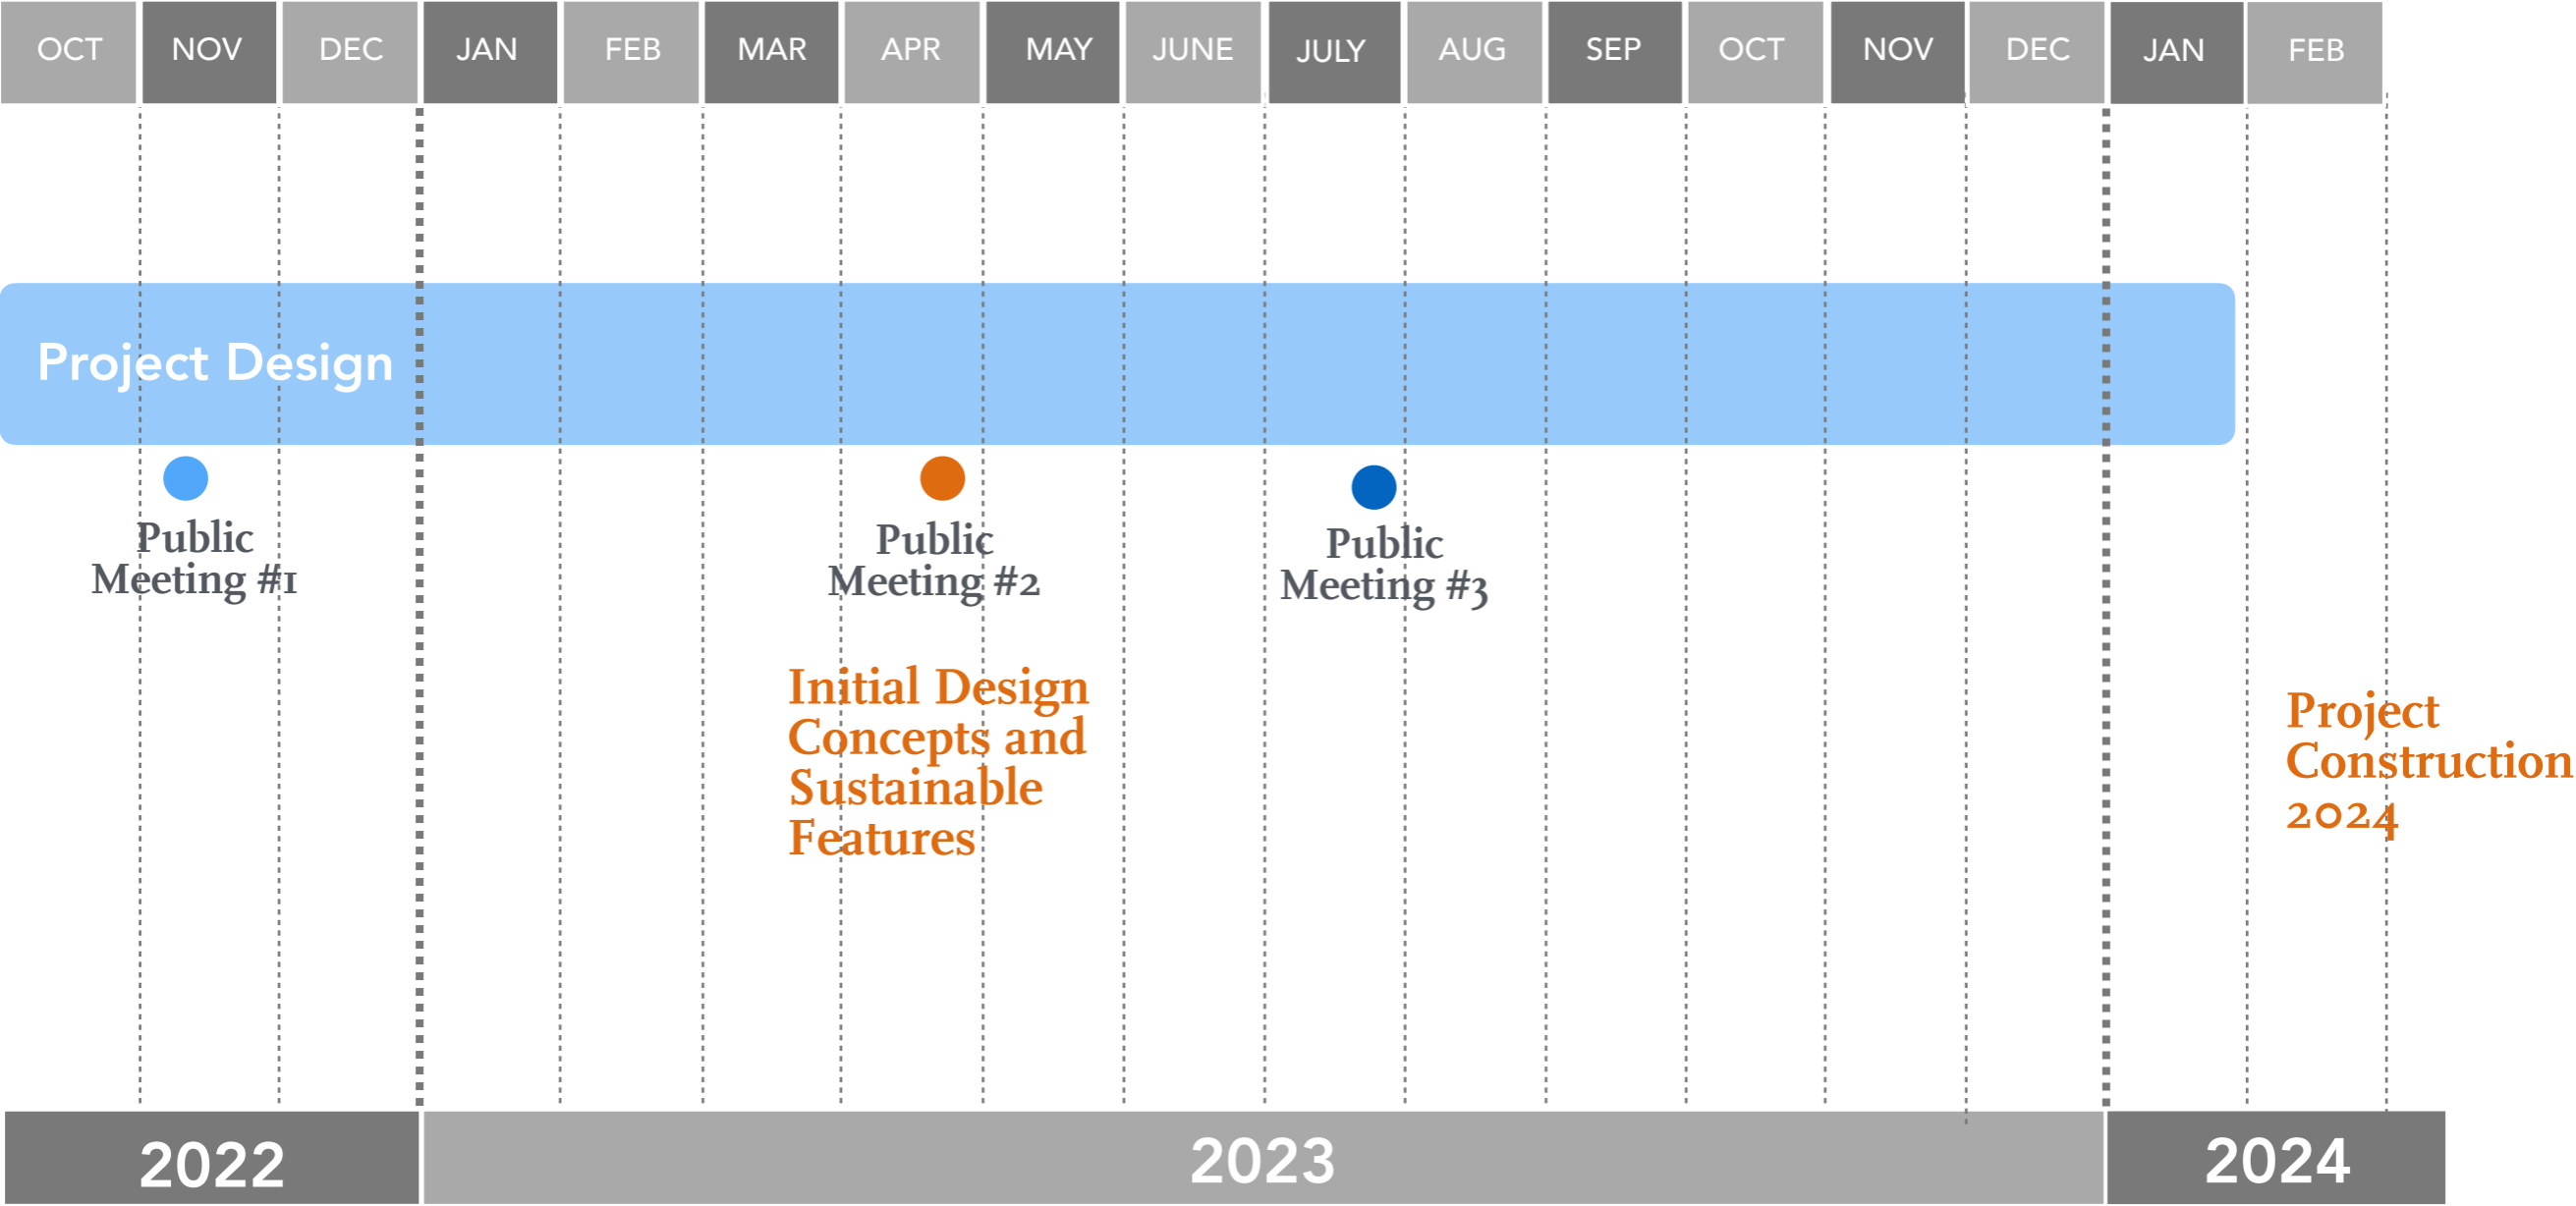 OCT NOV DEC JAN FEB MAR APR MAY JUNE JULY AUG SEP OCT NOV DEC JAN FEB
Project Design
Public
Meeting #1
Public
Meeting #2
Public
Meeting #3
Initial Design
Concepts and
Sustainable
Features
Project
Construction
2024
2022 2023 2024